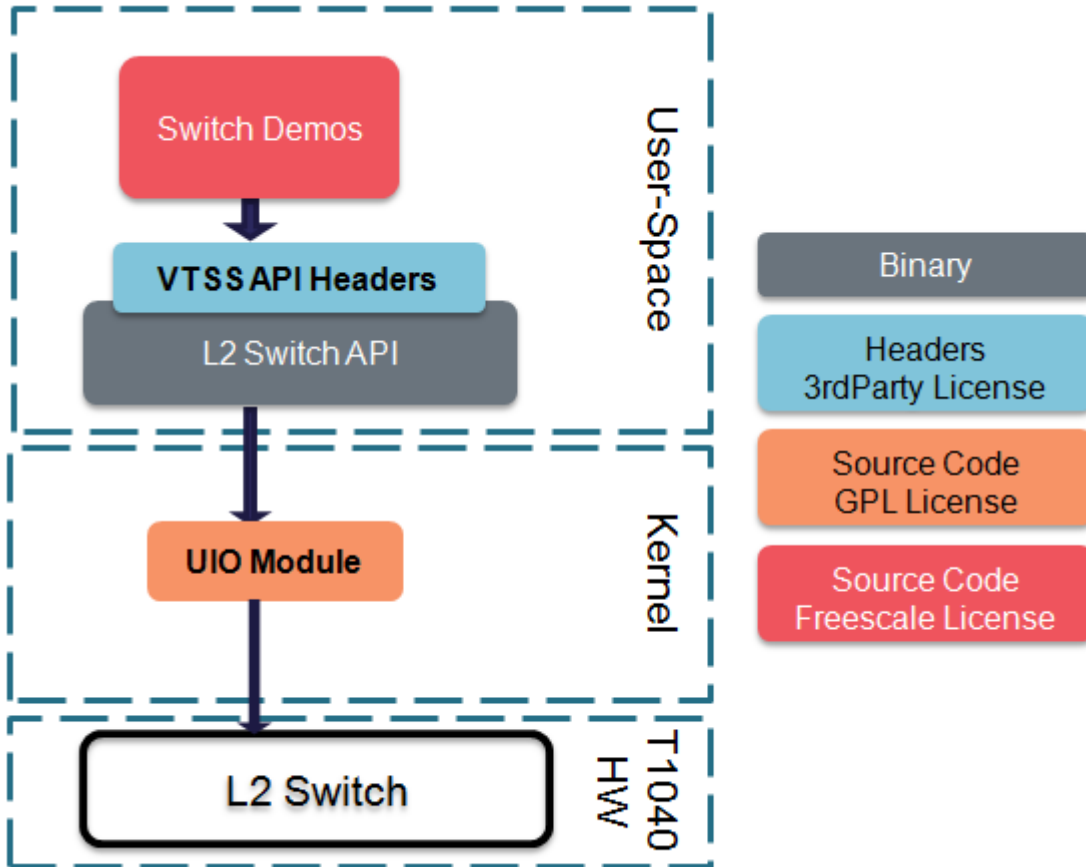 Switch Demos
VTSS API Headers
L2 Switch API
User-Space
UIO Module
Kernel
L2 Switch
T1040
HW
Binary
Headers
3rdParty License
Source Code
GPL License
Source Code
Freescale License